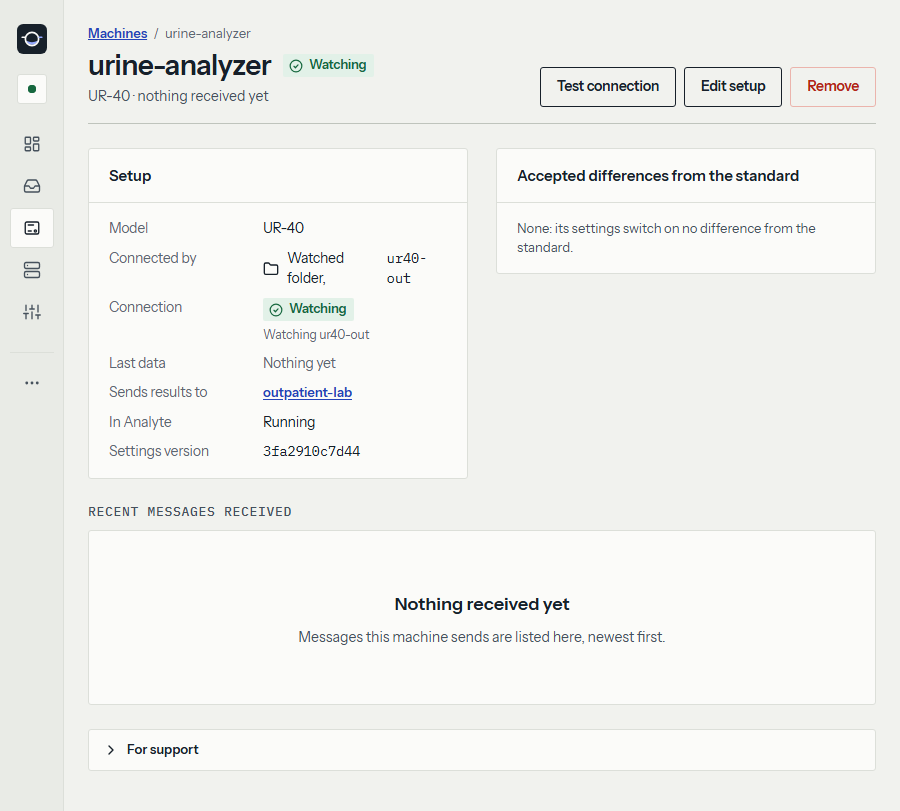 Machines / urine-analyzer
urine-analyzer
Watching
UR-40 · nothing received yet
Test connection
Edit setup
Remove
Setup
Model
UR-40
Connected by
Watched folder,
ur40-out
Connection
Watching
Watching ur40-out
Last data
Nothing yet
Sends results to
outpatient-lab
In Analyte
Running
Settings version
3fa2910c7d44
Accepted differences from the standard
None: its settings switch on no difference from the
standard.
RECENT MESSAGES RECEIVED
Nothing received yet
Messages this machine sends are listed here, newest first.
For support